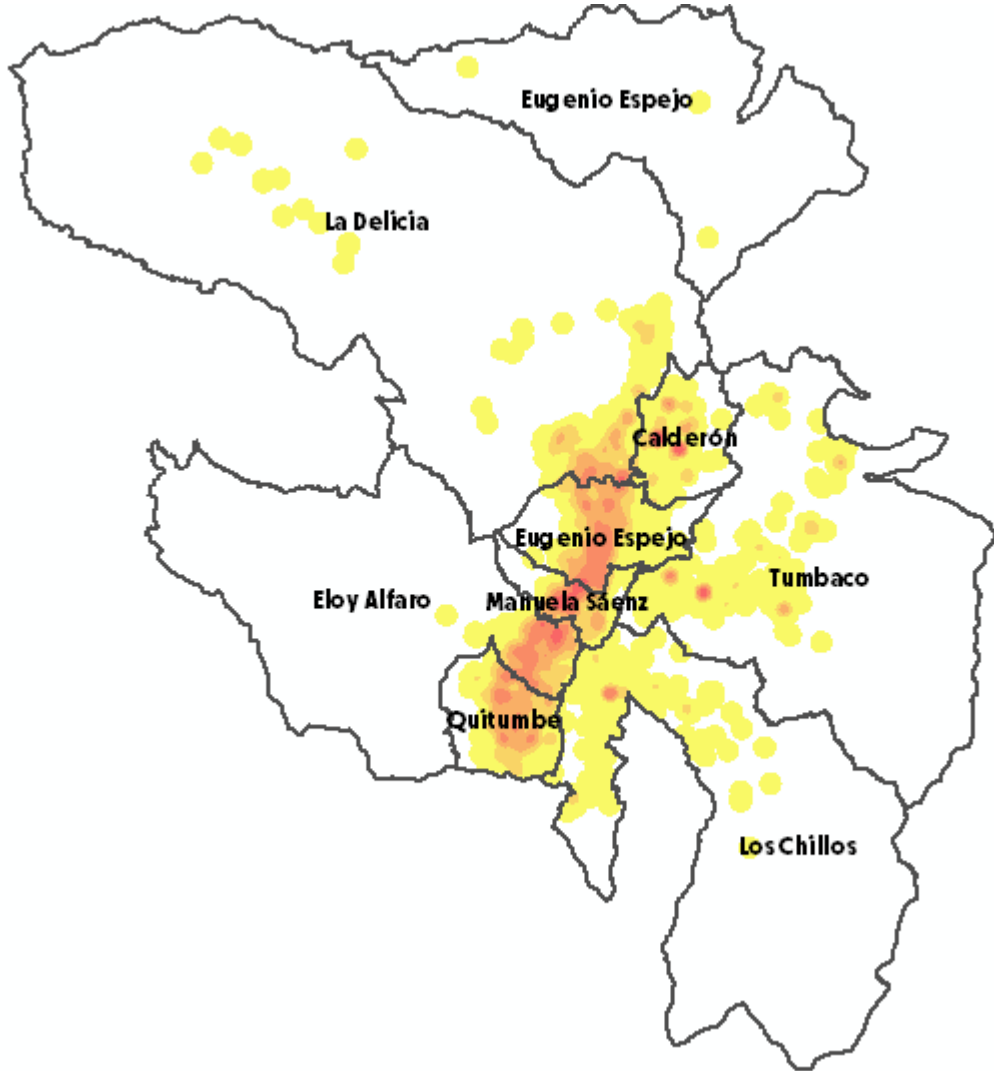 Eugenio Espejo
La Delicia
Calderón
Eugenio Espejo
Tumbaco
Eloy Alfaro
Manuela Sáenz
Quitumbe
Los Chillos